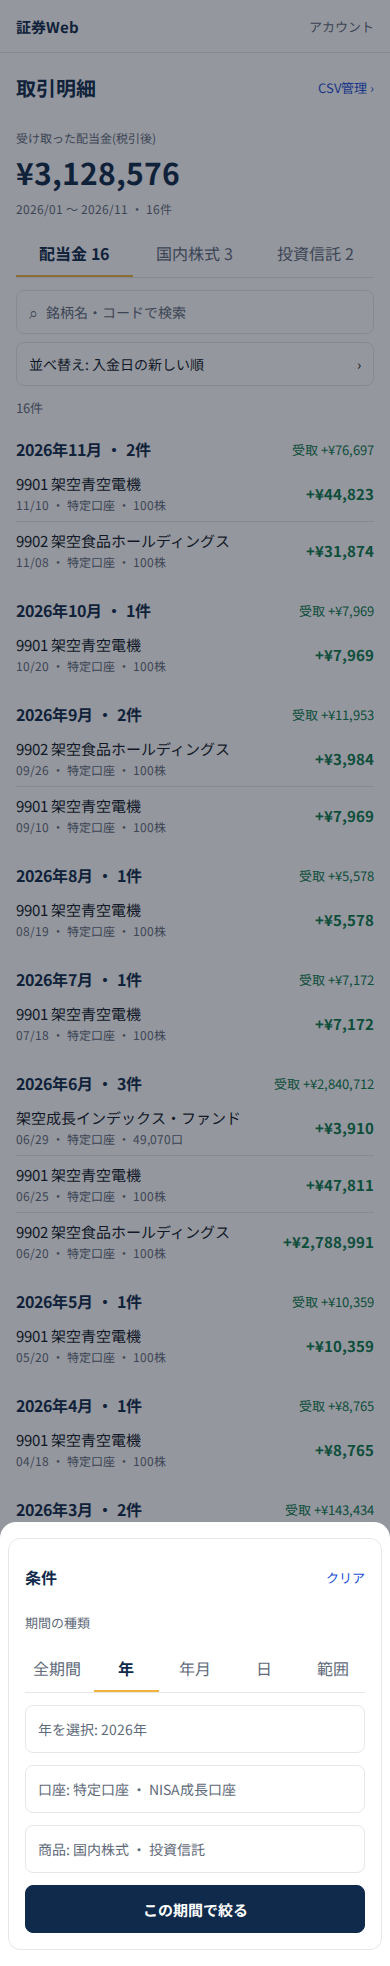 証券Web
アカウント
取引明細
CSV管理 ›
受け取った配当金(税引後)
¥3,128,576
2026/01 〜 2026/11 ・ 16件
配当金 16
国内株式 3
投資信託 2
銘柄名・コードで検索
並べ替え: 入金日の新しい順 ›
16件
2026年11月 ・ 2件
受取 +¥76,697
9901 架空青空電機
11/10 ・ 特定口座 ・ 100株
+¥44,823
9902 架空食品ホールディングス
11/08 ・ 特定口座 ・ 100株
+¥31,874
2026年10月 ・ 1件
受取 +¥7,969
9901 架空青空電機
10/20 ・ 特定口座 ・ 100株
+¥7,969
2026年9月 ・ 2件
受取 +¥11,953
9902 架空食品ホールディングス
09/26 ・ 特定口座 ・ 100株
+¥3,984
9901 架空青空電機
09/10 ・ 特定口座 ・ 100株
+¥7,969
2026年8月 ・ 1件
受取 +¥5,578
9901 架空青空電機
08/19 ・ 特定口座 ・ 100株
+¥5,578
2026年7月 ・ 1件
受取 +¥7,172
9901 架空青空電機
07/18 ・ 特定口座 ・ 100株
+¥7,172
2026年6月 ・ 3件
受取 +¥2,840,712
架空成長インデックス・ファンド
06/29 ・ 特定口座 ・ 49,070口
+¥3,910
9901 架空青空電機
06/25 ・ 特定口座 ・ 100株
+¥47,811
9902 架空食品ホールディングス
06/20 ・ 特定口座 ・ 100株
+¥2,788,991
2026年5月 ・ 1件
受取 +¥10,359
9901 架空青空電機
05/20 ・ 特定口座 ・ 100株
+¥10,359
2026年4月 ・ 1件
受取 +¥8,765
9901 架空青空電機
04/18 ・ 特定口座 ・ 100株
+¥8,765
2026年3月 ・ 2件
受取 +¥143,434
条件
クリア
期間の種類
全期間
年
年月
日
範囲
年を選択: 2026年
口座: 特定口座 ・ NISA成長口座
商品: 国内株式 ・ 投資信託
この期間で絞る